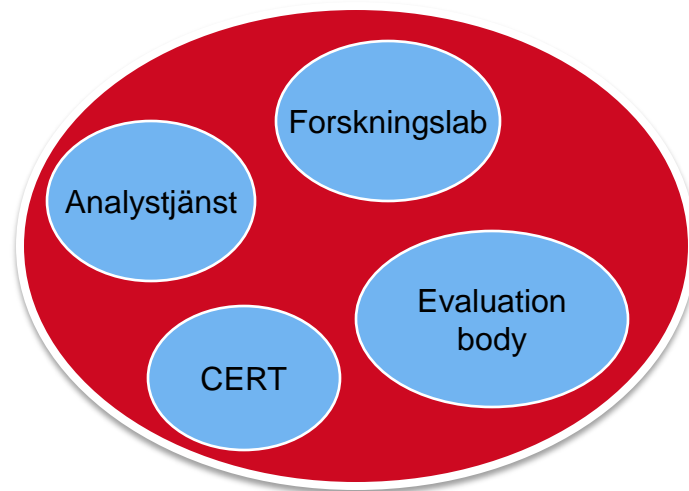 Forskningslab
Analystjänst
Evaluation
body
CERT